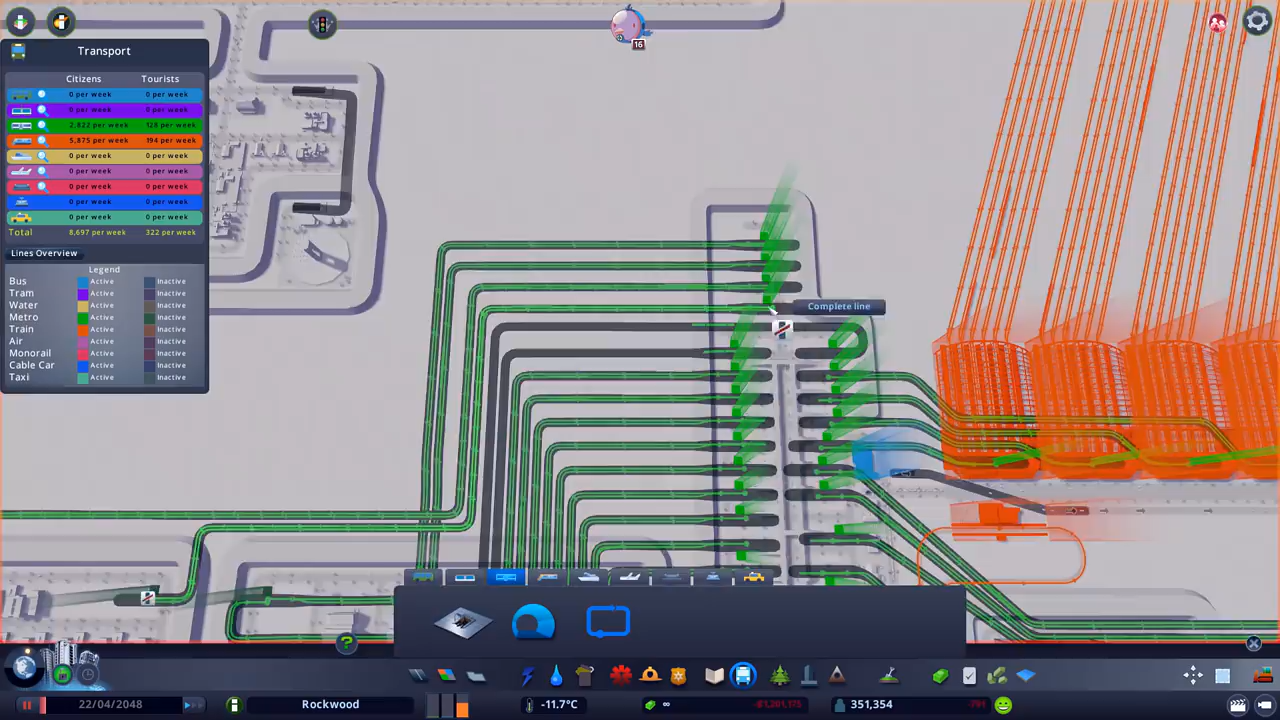 16
Transport
Citizens Tourists
0 per week 0 per week
0 per week 0 per week
2,822 per week 128 per week
5,875 per week 194 per week
0 per week 0 per week
0 per week 0 per week
0 per week 0 per week
0 per week 0 per week
0 per week 0 per week
Total 8,697 per week 322 per week
Lines Overview
Legend
Bus Active Inactive
Tram Active Inactive
Water Active Inactive
Metro Active Inactive
Train Active Inactive
Air Active Inactive
Monorail Active Inactive
Cable Car Active Inactive
Taxi Active Inactive
Complete line
?
22/04/2048
Rockwood
-11.7°C
∞
351,354